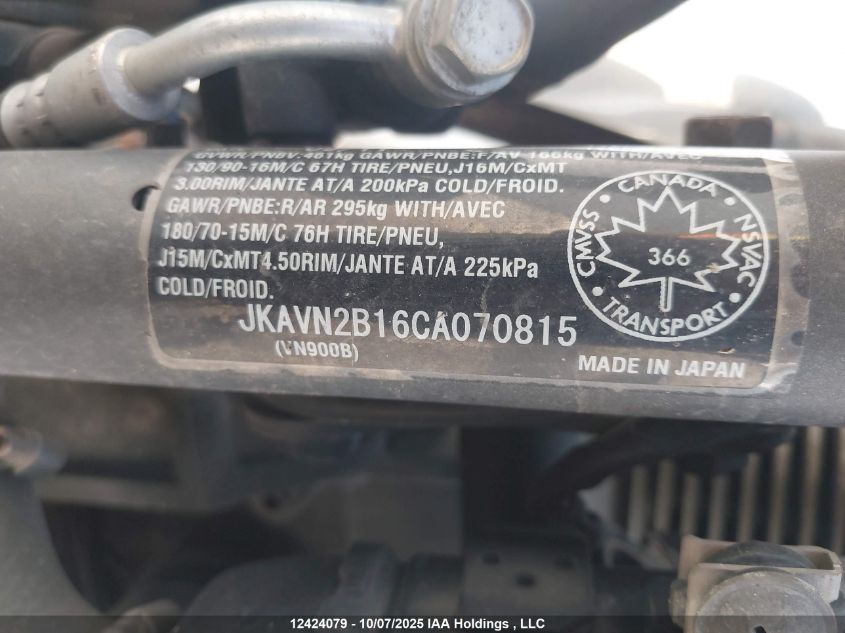 GVWR/PNBV:461kg GAWR/PNBE:F/AV 166kg WITH/AVEC
130/90-16M/C 67H TIRE/PNEU,J16M/CxMT
3.00RIM/JANTE AT/A 200kPa COLD/FROID.
GAWR/PNBE:R/AR 295kg WITH/AVEC
180/70-15M/C 76H TIRE/PNEU,
J15M/CxMT4.50RIM/JANTE AT/A 225kPa
COLD/FROID.
JKAVN2B16CA070815
(VN900B)
MADE IN JAPAN
CANADA
CMVSS
NSVAC
366
TRANSPORT
12424079 - 10/07/2025 IAA Holdings , LLC